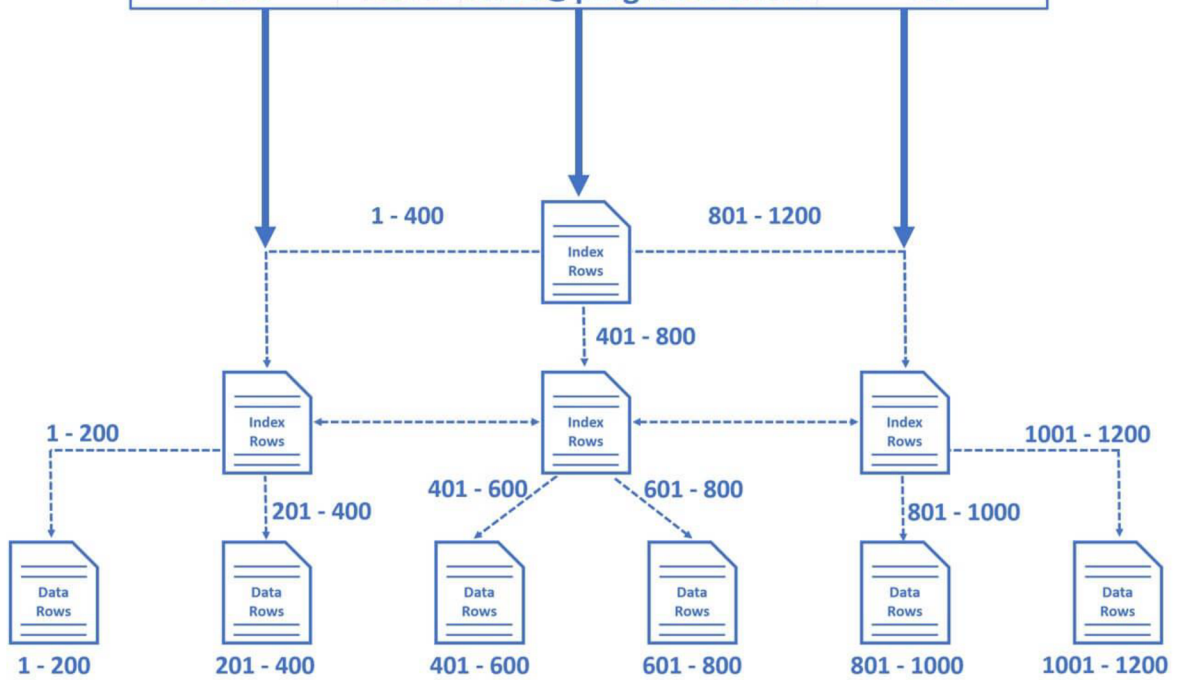 1 - 400
801 - 1200
Index
Rows
401 - 800
Index
Rows
Index
Rows
Index
Rows
1 - 200
1001 - 1200
401 - 600
601 - 800
201 - 400
801 - 1000
Data
Rows
Data
Rows
Data
Rows
Data
Rows
Data
Rows
Data
Rows
1 - 200
201 - 400
401 - 600
601 - 800
801 - 1000
1001 - 1200